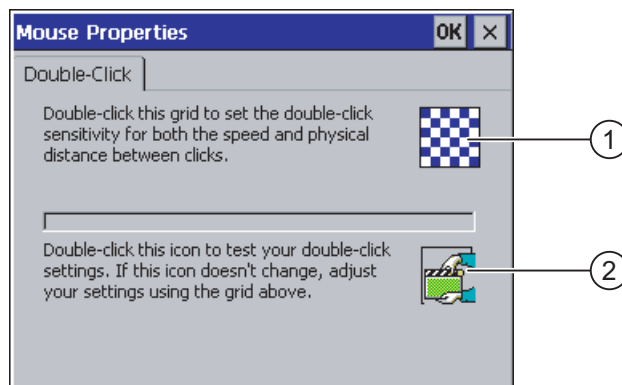 Mouse Properties OK ×
Double-Click
Double-click this grid to set the double-click
sensitivity for both the speed and physical
distance between clicks.
1
Double-click this icon to test your double-click
settings. If this icon doesn't change, adjust
your settings using the grid above.
2